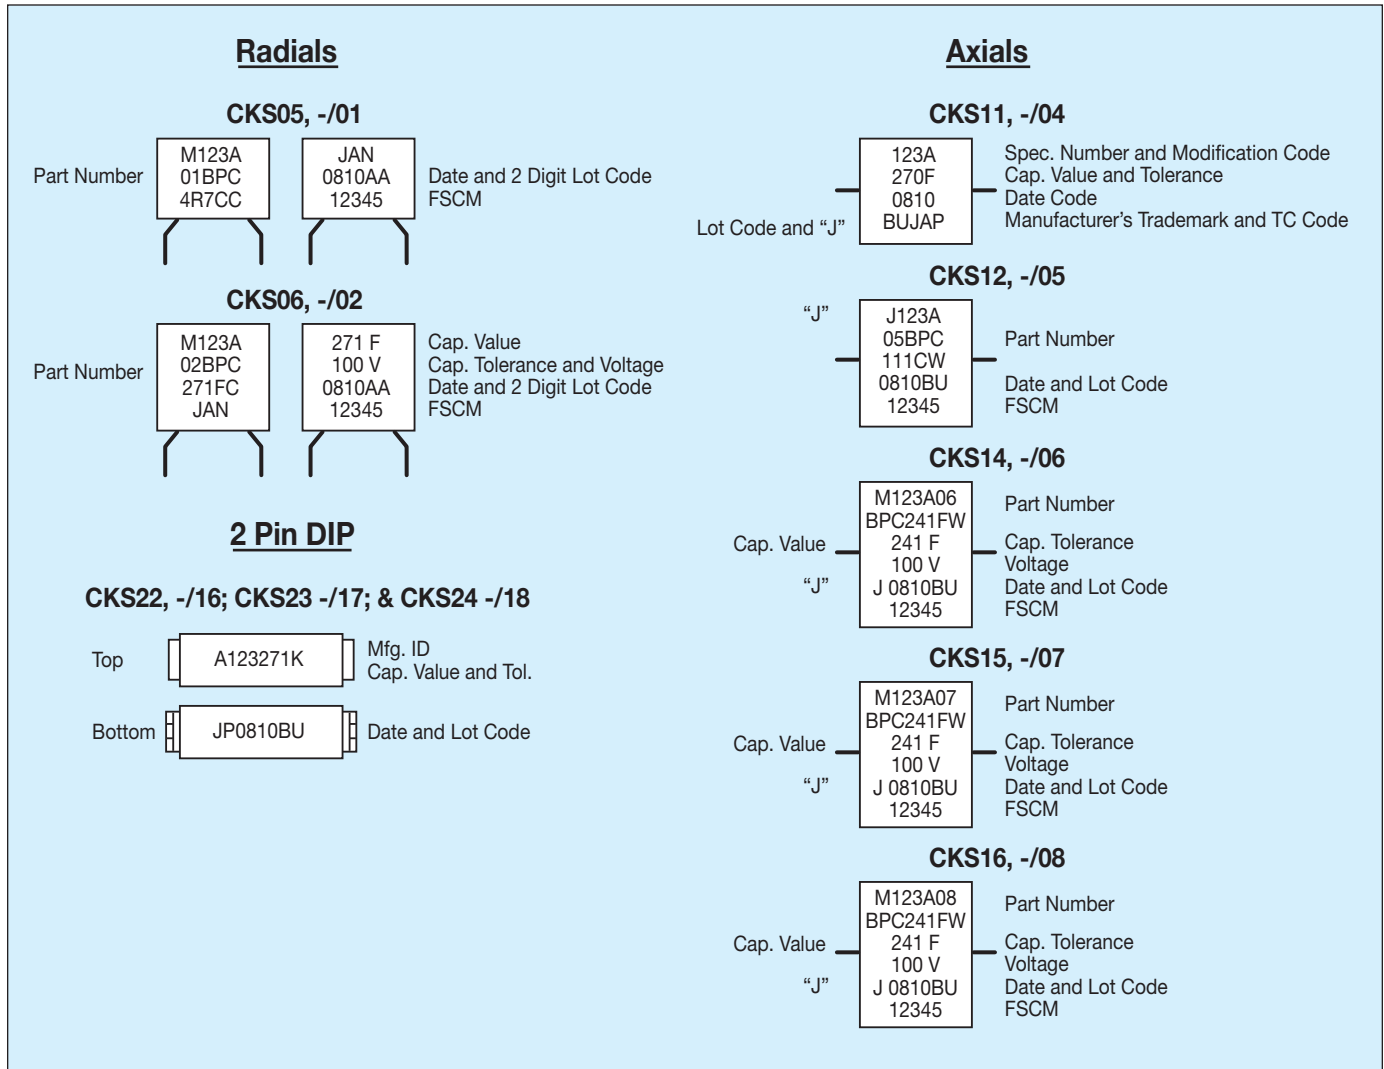 Radials
CKS05, -/01
Part Number
M123A
01BPC
4R7CC
JAN
0810AA
12345
Date and 2 Digit Lot Code
FSCM
CKS06, -/02
Part Number
M123A
02BPC
271FC
JAN
271 F
100 V
0810AA
12345
Cap. Value
Cap. Tolerance and Voltage
Date and 2 Digit Lot Code
FSCM
2 Pin DIP
CKS22, -/16; CKS23 -/17; & CKS24 -/18
Top
A123271K
Mfg. ID
Cap. Value and Tol.
Bottom
JP0810BU
Date and Lot Code
Axials
CKS11, -/04
Lot Code and “J”
123A
270F
0810
BUJAP
Spec. Number and Modification Code
Cap. Value and Tolerance
Date Code
Manufacturer’s Trademark and TC Code
CKS12, -/05
“J”
J123A
05BPC
111CW
0810BU
12345
Part Number
Date and Lot Code
FSCM
CKS14, -/06
Cap. Value
“J”
M123A06
BPC241FW
241 F
100 V
J 0810BU
12345
Part Number
Cap. Tolerance
Voltage
Date and Lot Code
FSCM
CKS15, -/07
Cap. Value
“J”
M123A07
BPC241FW
241 F
100 V
J 0810BU
12345
Part Number
Cap. Tolerance
Voltage
Date and Lot Code
FSCM
CKS16, -/08
Cap. Value
“J”
M123A08
BPC241FW
241 F
100 V
J 0810BU
12345
Part Number
Cap. Tolerance
Voltage
Date and Lot Code
FSCM